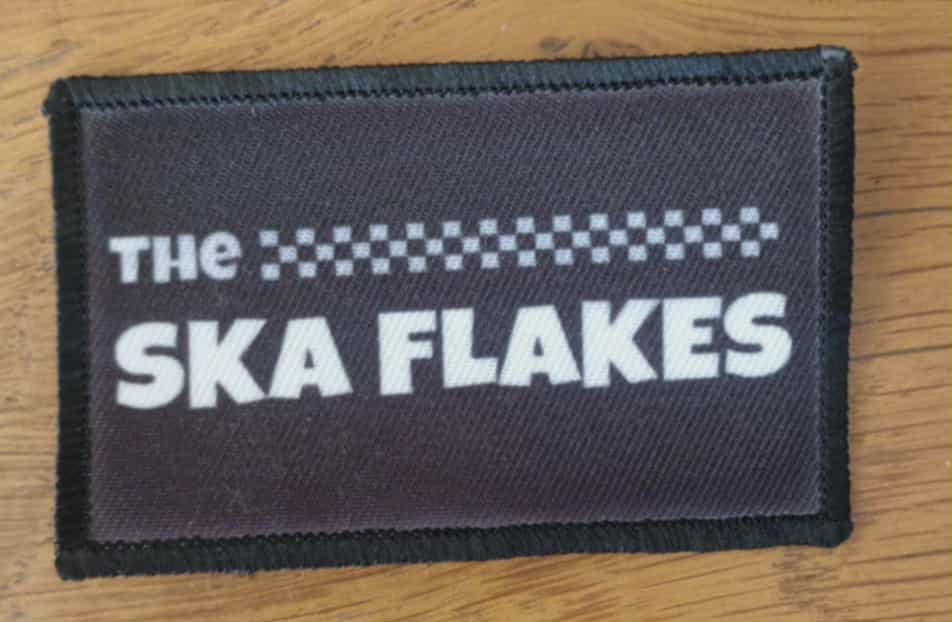 THe
SKA FLAKES